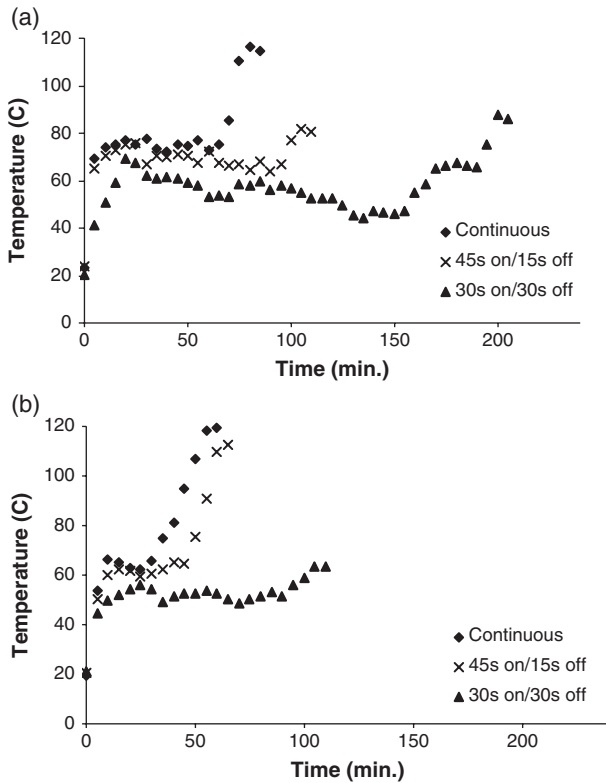 (a)
120
100
80
60
40
20
0
Temperature (C)
Continuous
45s on/15s off
30s on/30s off
0 50 100 150 200
Time (min.)
(b)
120
100
80
60
40
20
0
Temperature (C)
Continuous
45s on/15s off
30s on/30s off
0 50 100 150 200
Time (min.)